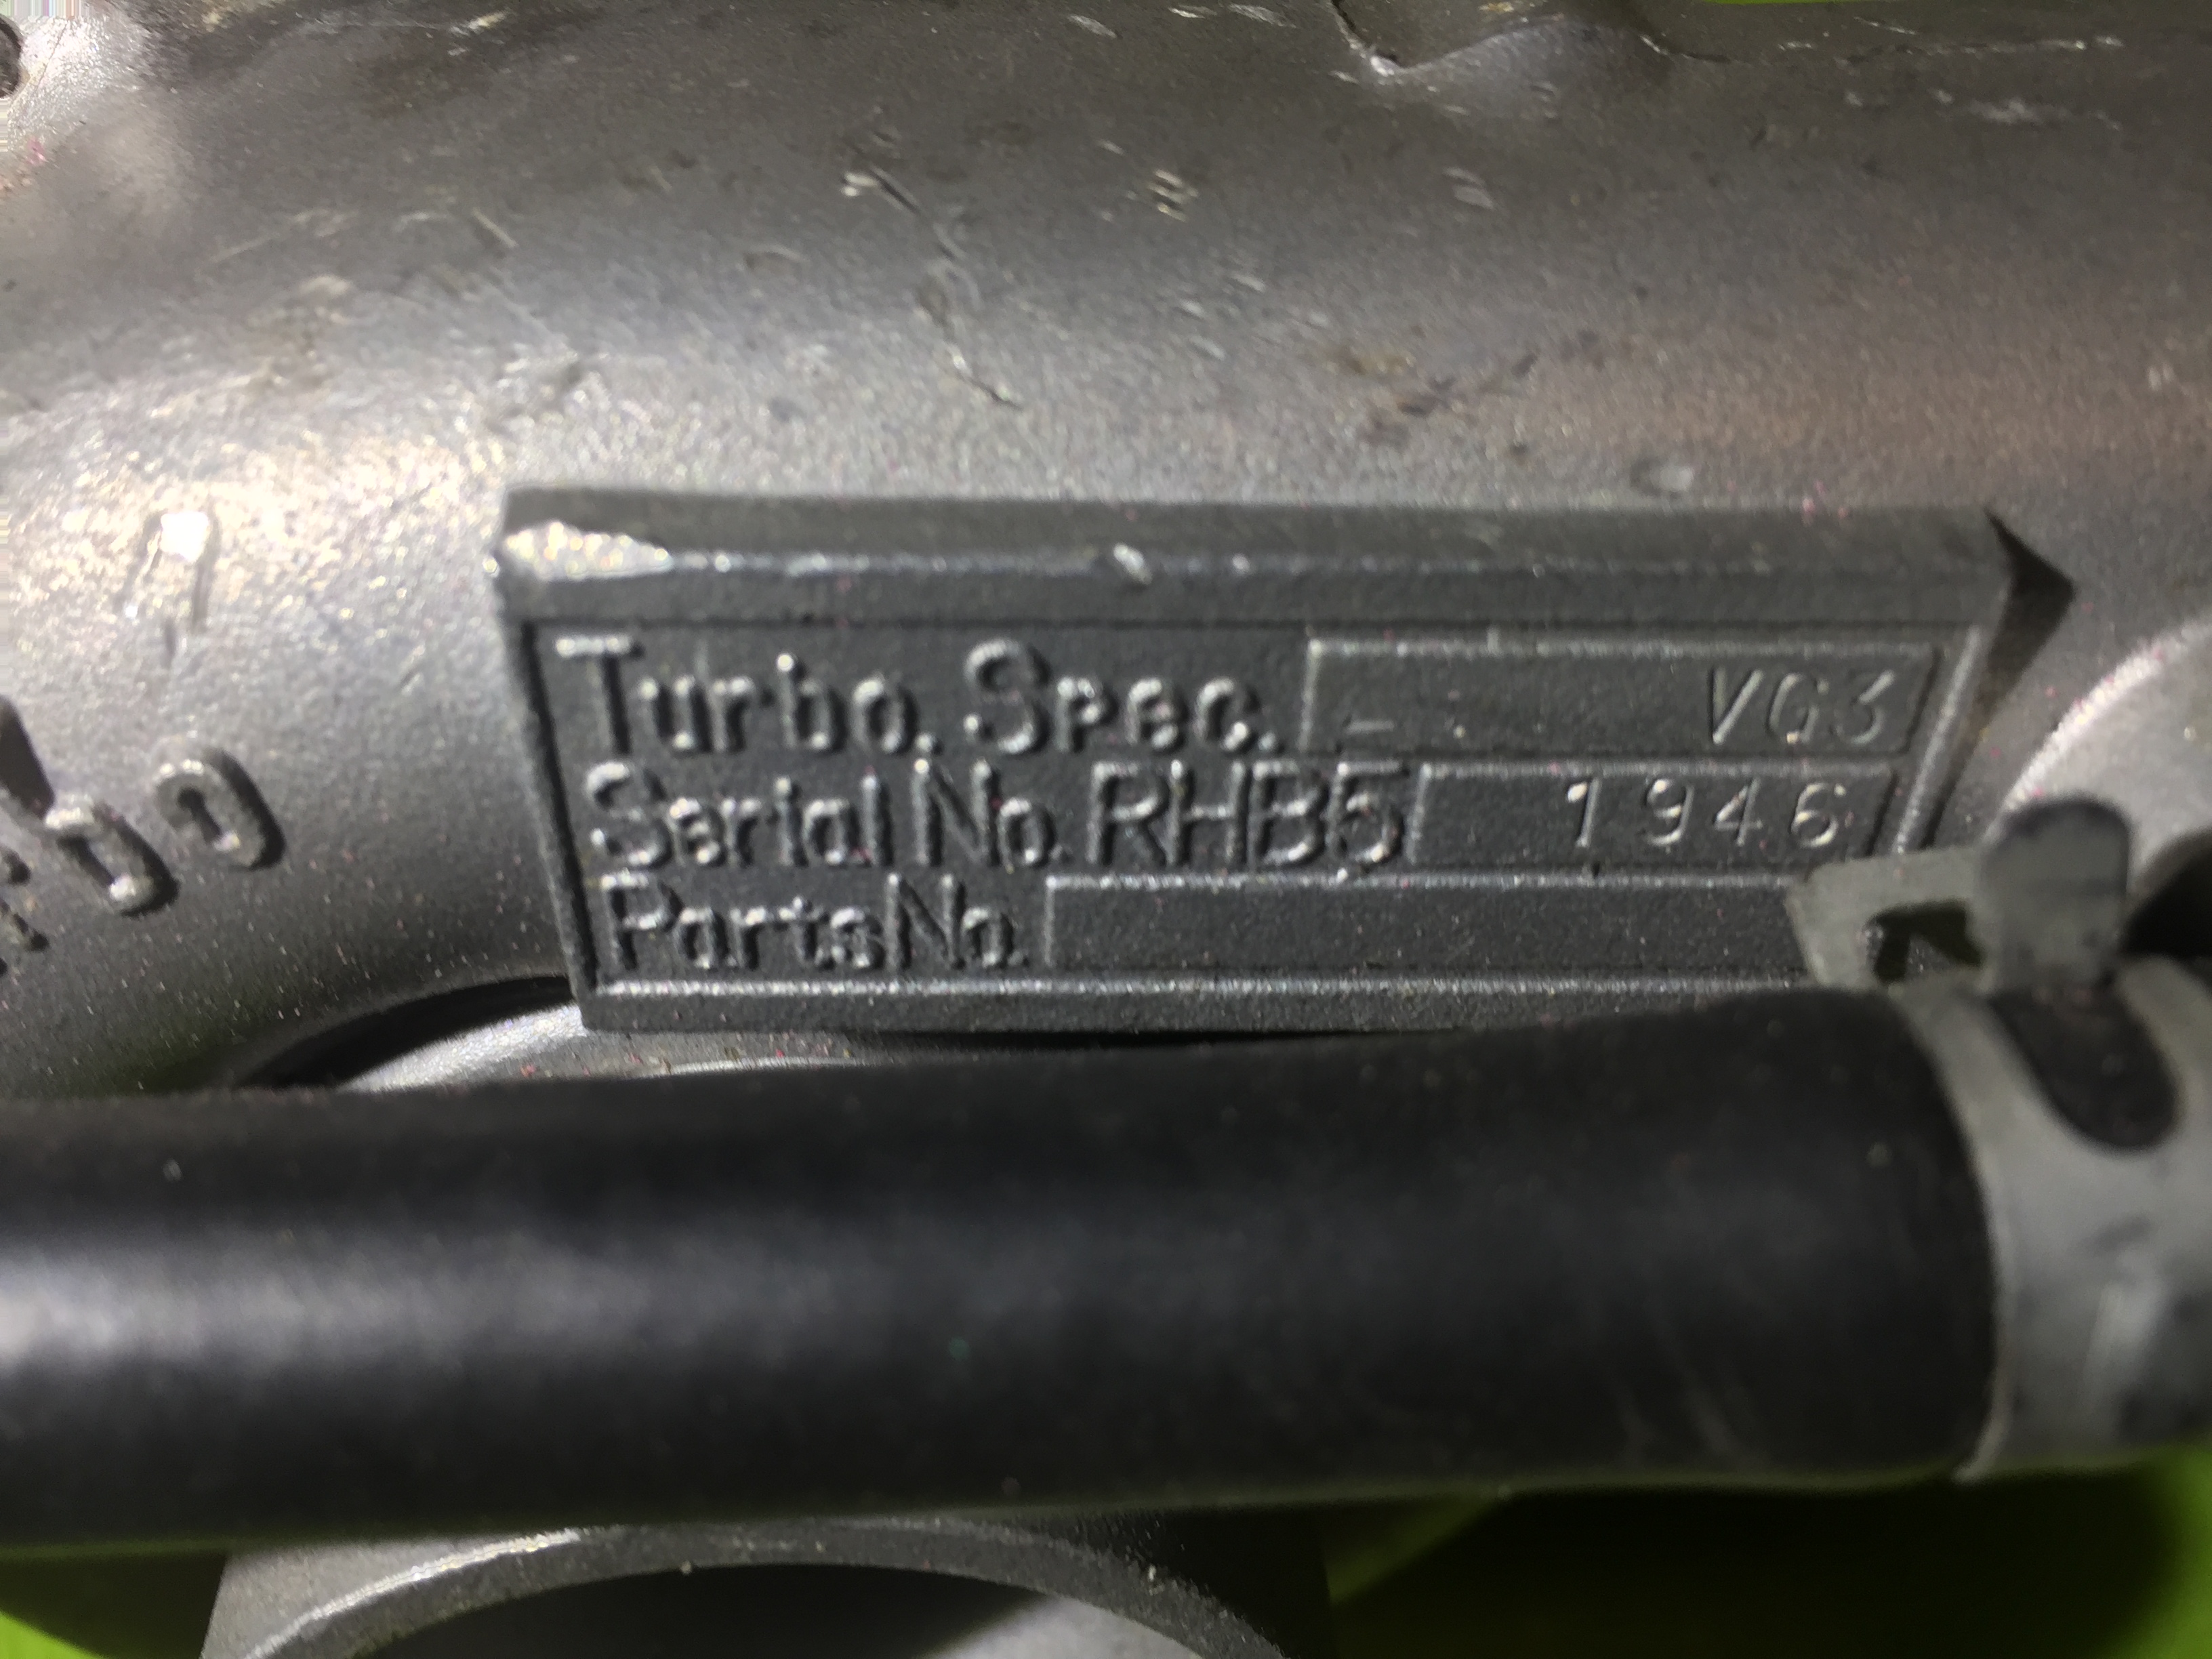 Turbo. Spec. - VG3
Serial No. RHB5 1946
Parts No.